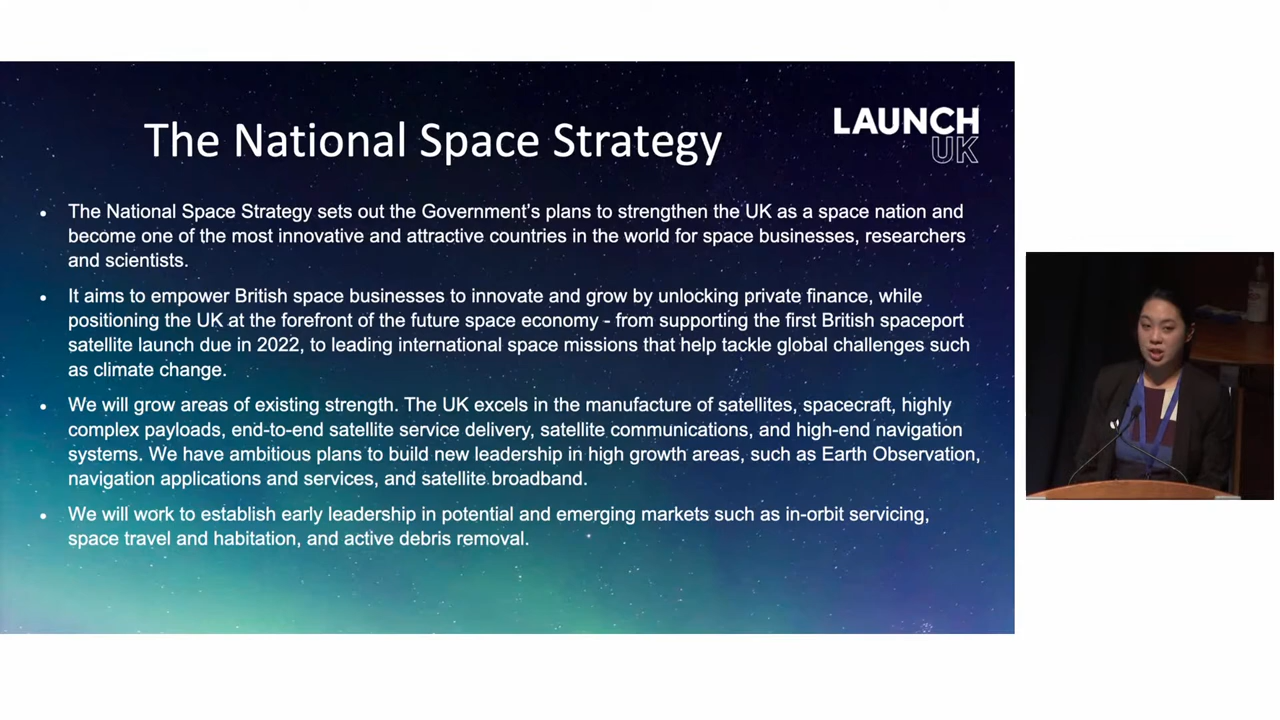 The National Space Strategy
LAUNCH
UK
• The National Space Strategy sets out the Government's plans to strengthen the UK as a space nation and
become one of the most innovative and attractive countries in the world for space businesses, researchers
and scientists.
• It aims to empower British space businesses to innovate and grow by unlocking private finance, while
positioning the UK at the forefront of the future space economy - from supporting the first British spaceport
satellite launch due in 2022, to leading international space missions that help tackle global challenges such
as climate change.
• We will grow areas of existing strength. The UK excels in the manufacture of satellites, spacecraft, highly
complex payloads, end-to-end satellite service delivery, satellite communications, and high-end navigation
systems. We have ambitious plans to build new leadership in high growth areas, such as Earth Observation,
navigation applications and services, and satellite broadband.
• We will work to establish early leadership in potential and emerging markets such as in-orbit servicing,
space travel and habitation, and active debris removal.